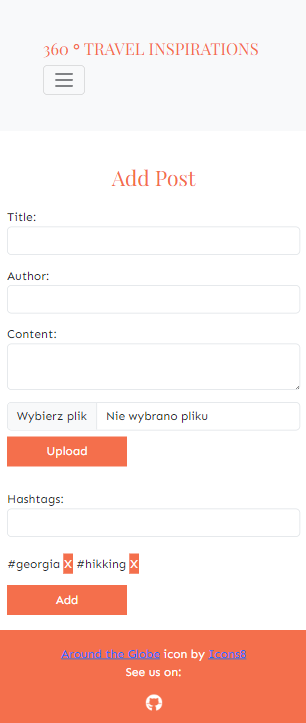 360 ° TRAVEL INSPIRATIONS
Add Post
Title:
Author:
Content:
Wybierz plik Nie wybrano pliku
Upload
Hashtags:
#georgia X #hikking X
Add
Around the Globe icon by Icons8
See us on: